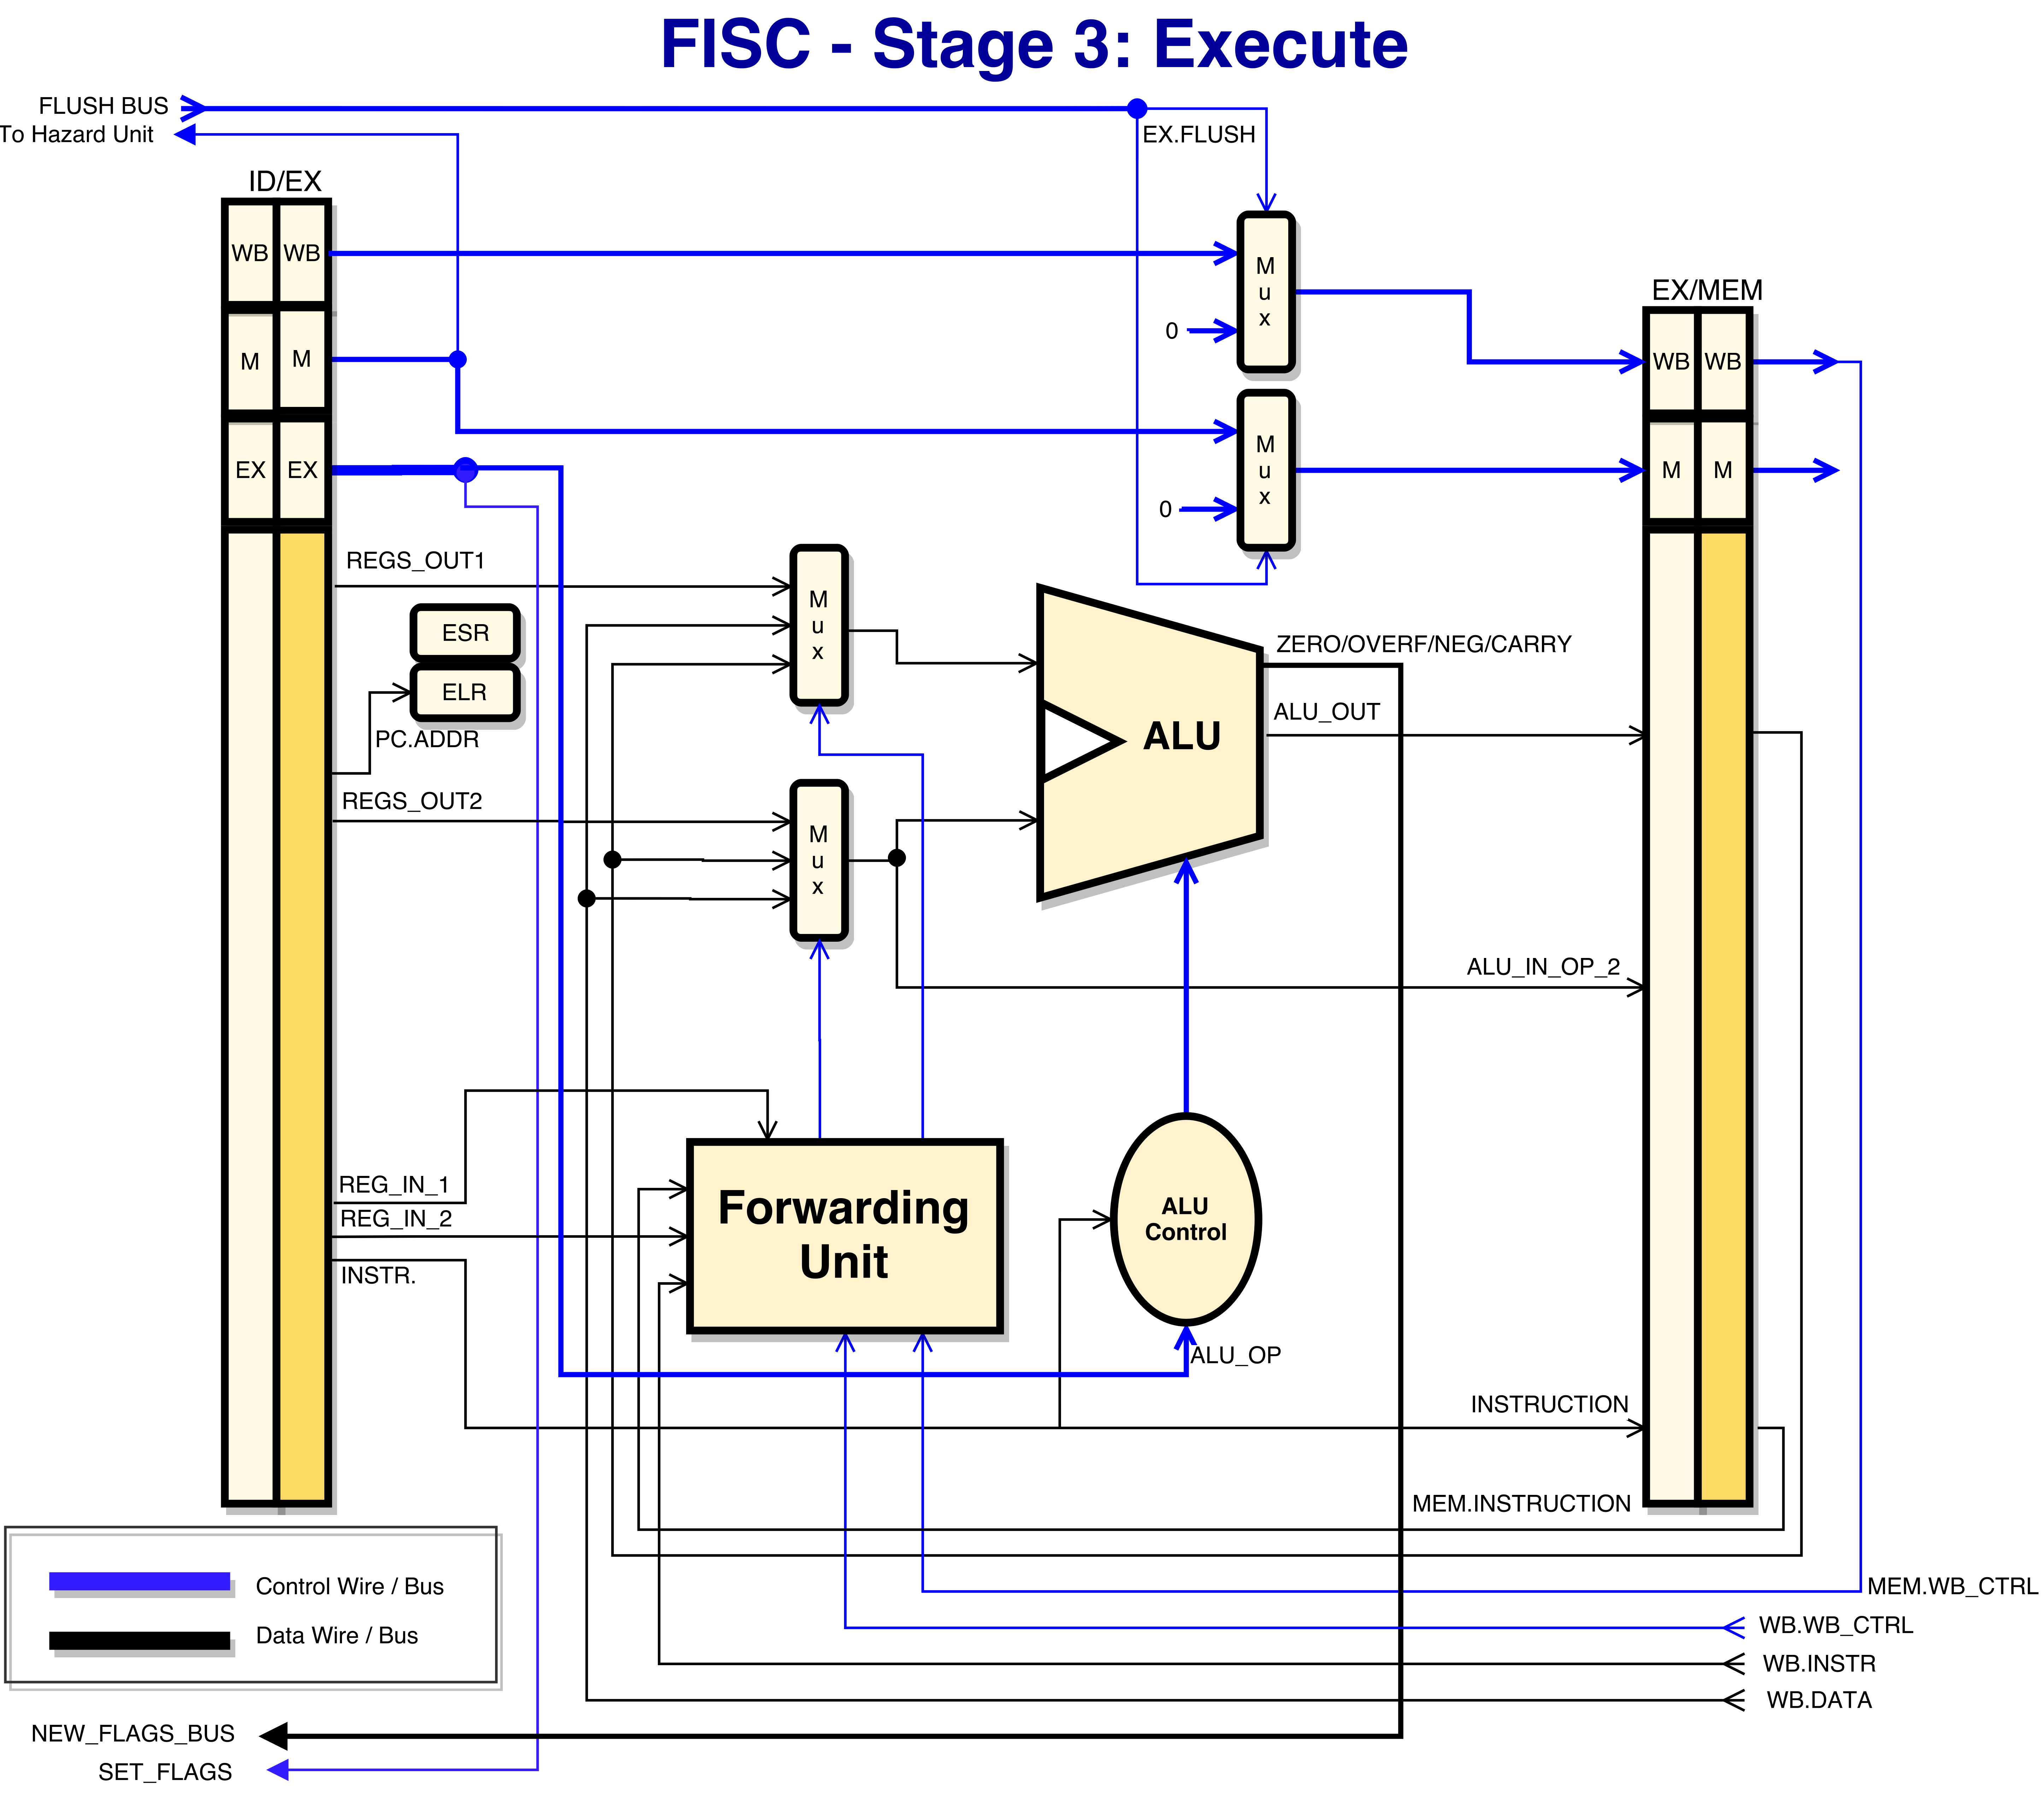 FISC - Stage 3: Execute
FLUSH BUS
To Hazard Unit
EX.FLUSH
ID/EX
WB WB
M M
EX EX
M
u
x
0
M
u
x
0
EX/MEM
WB WB
M M
REGS_OUT1
ESR
ELR
PC.ADDR
REGS_OUT2
M
u
x
M
u
x
ALU
ZERO/OVERF/NEG/CARRY
ALU_OUT
ALU_IN_OP_2
REG_IN_1
REG_IN_2
INSTR.
Forwarding
Unit
ALU
Control
ALU_OP
INSTRUCTION
MEM.INSTRUCTION
MEM.WB_CTRL
WB.WB_CTRL
WB.INSTR
WB.DATA
Control Wire / Bus
Data Wire / Bus
NEW_FLAGS_BUS
SET_FLAGS